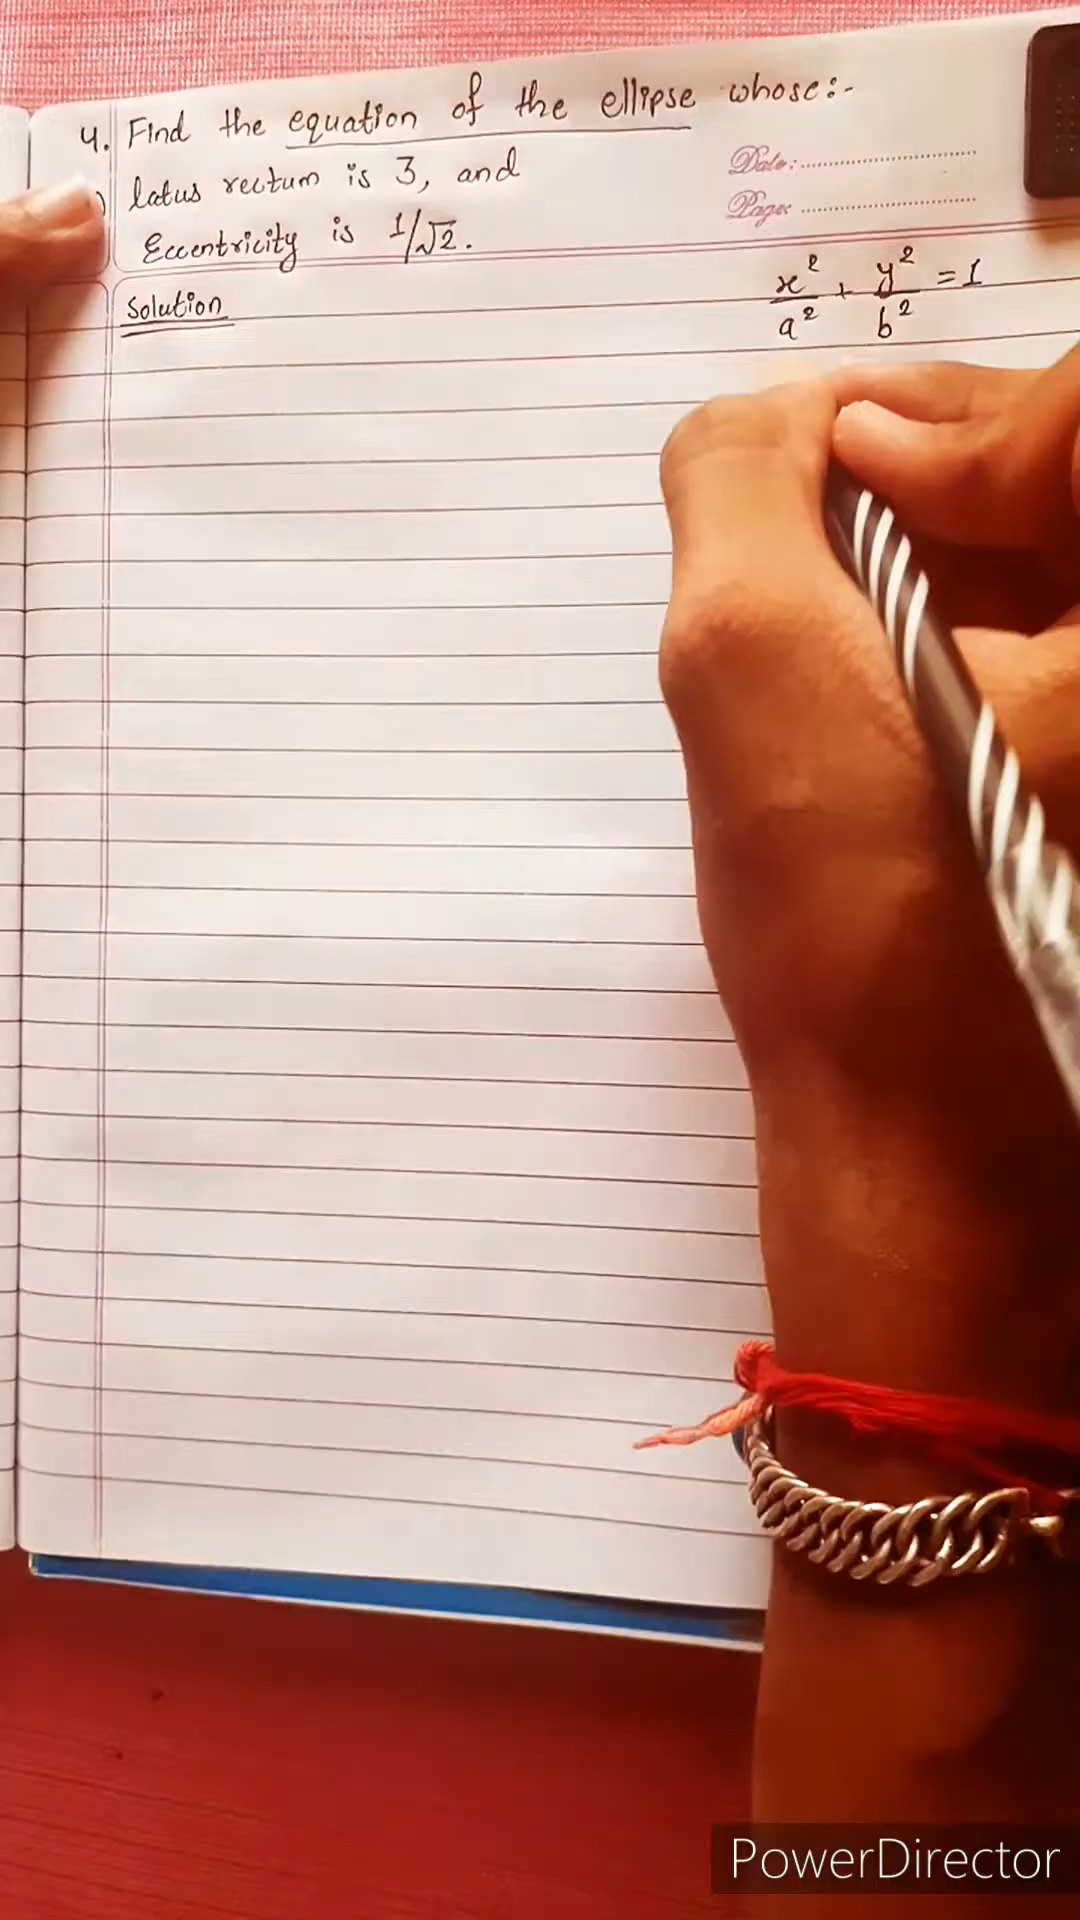 4. Find the equation of the ellipse whose:-
) latus rectum is 3, and
Eccentricity is 1/√2.
Date:
Page:
Solution
x²/a² + y²/b² = 1
PowerDirector